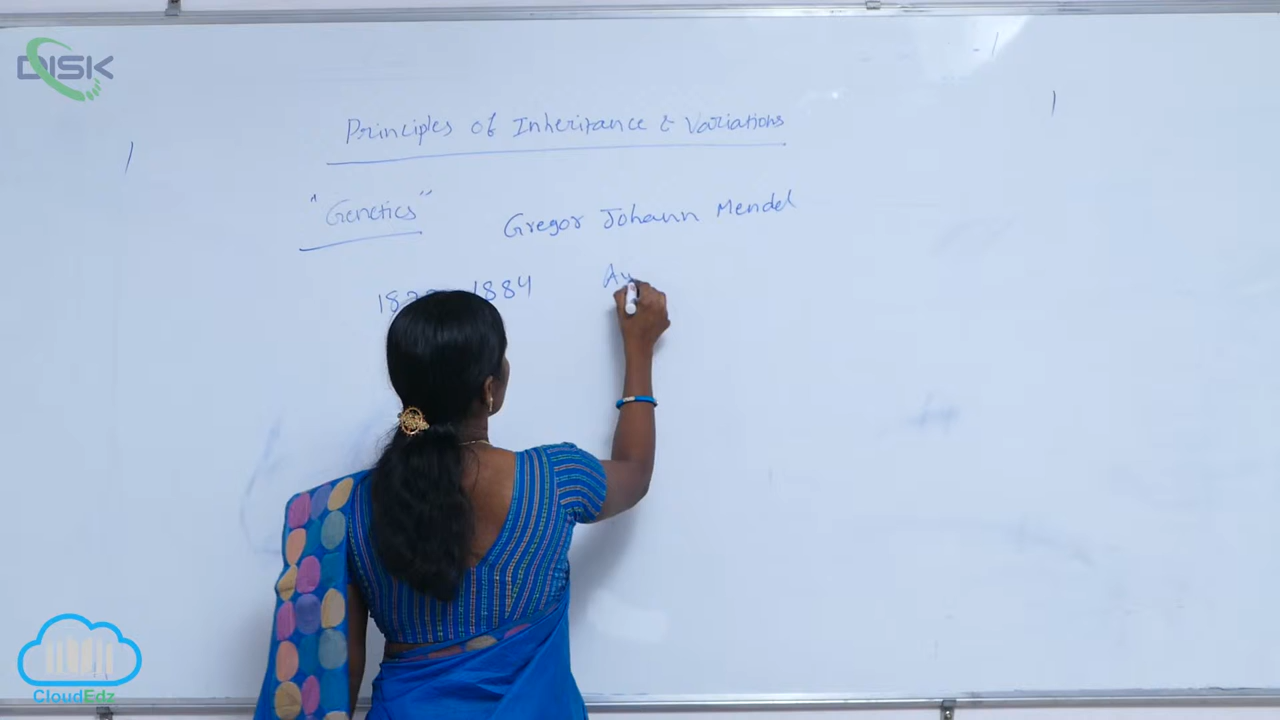 DISK
Principles of Inheritance & Variations
"Genetics" Gregor Johann Mendel
1884
CloudEdz